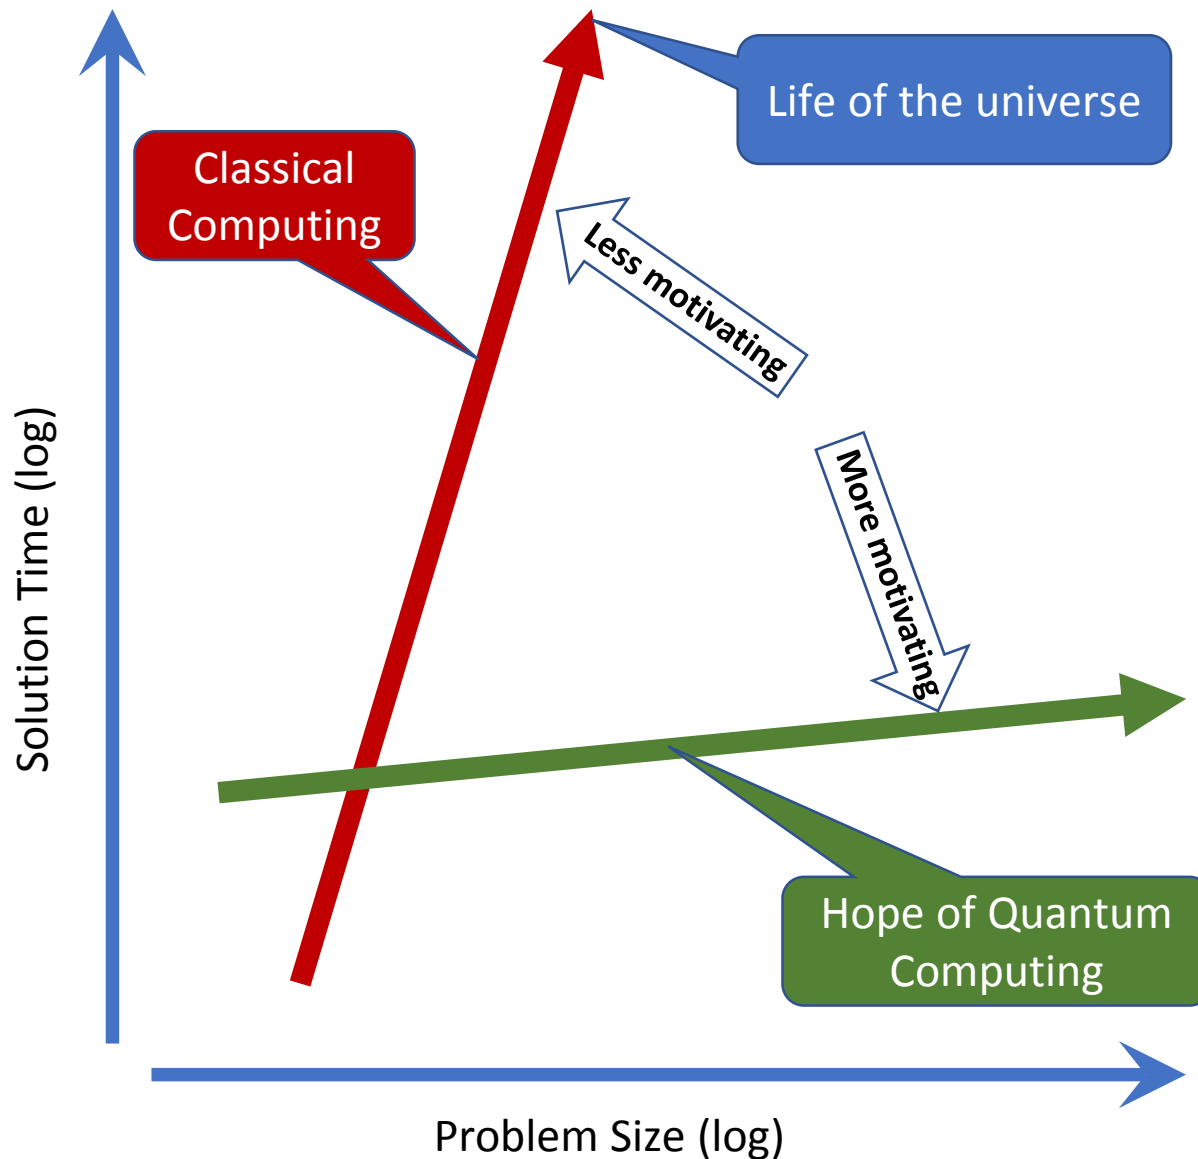 Life of the universe
Classical
Computing
Less motivating
More motivating
Solution Time (log)
Hope of Quantum
Computing
Problem Size (log)